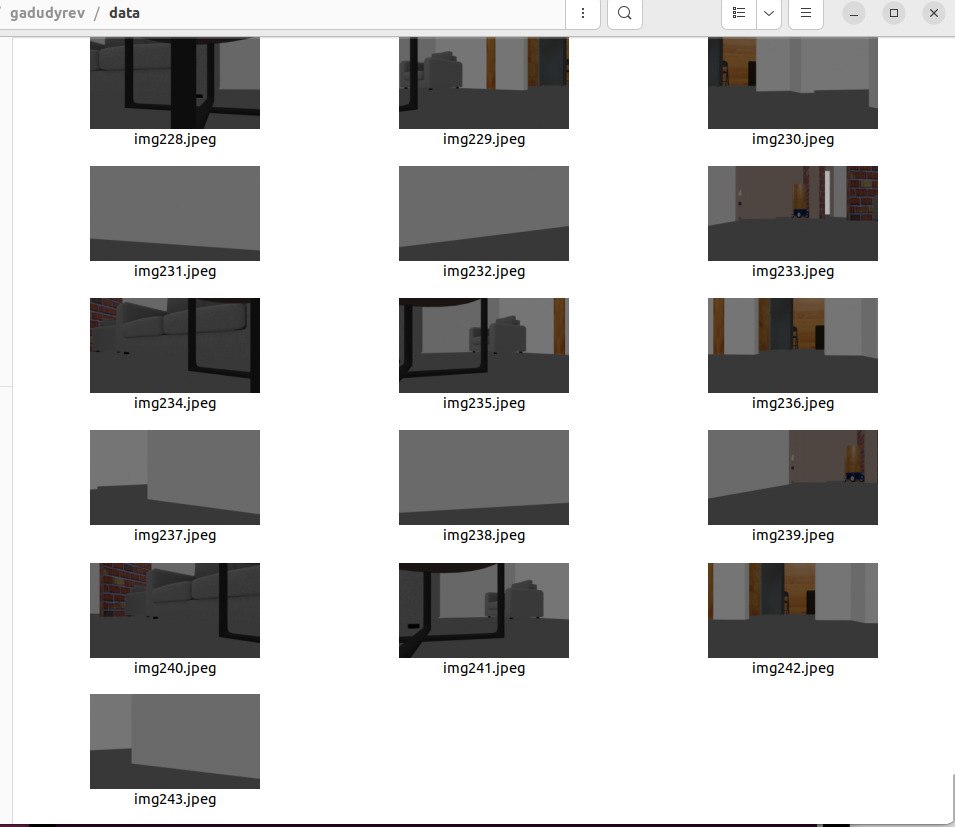 gadudyrev / data
img228.jpeg
img229.jpeg
img230.jpeg
img231.jpeg
img232.jpeg
img233.jpeg
img234.jpeg
img235.jpeg
img236.jpeg
img237.jpeg
img238.jpeg
img239.jpeg
img240.jpeg
img241.jpeg
img242.jpeg
img243.jpeg